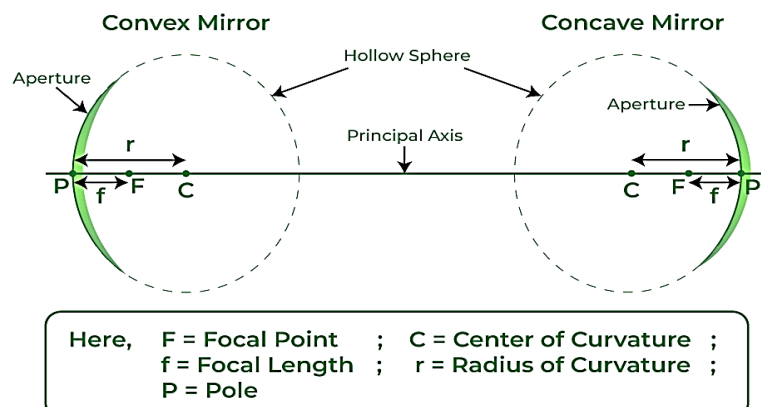 Convex Mirror
Concave Mirror
Hollow Sphere
Aperture
Aperture
Principal Axis
r
r
P
F
C
f
C
F
P
f
Here, F = Focal Point ; C = Center of Curvature ;
f = Focal Length ; r = Radius of Curvature ;
P = Pole